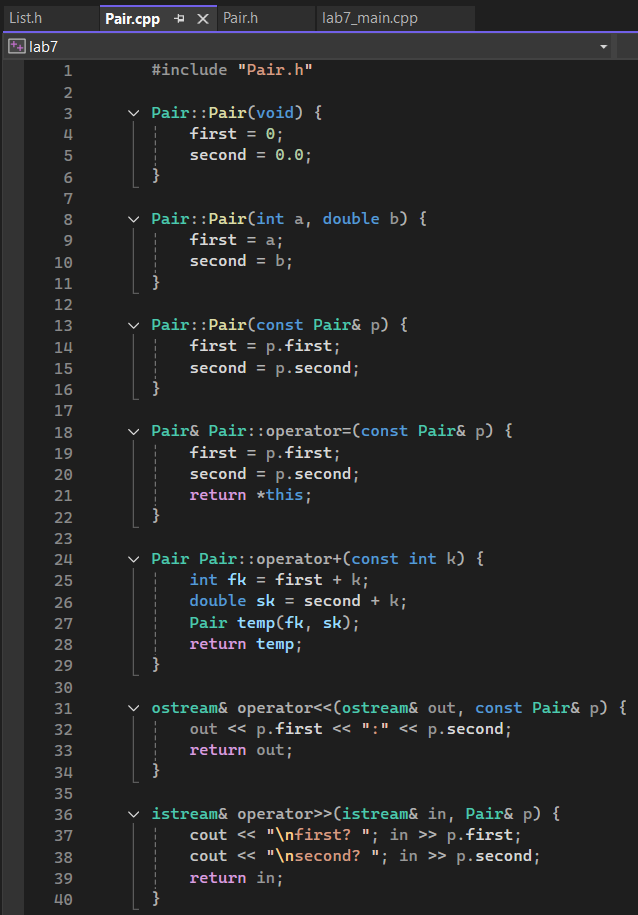 List.h Pair.cpp Pair.h lab7_main.cpp
lab7
1 #include "Pair.h"
2
3 Pair::Pair(void) {
4 first = 0;
5 second = 0.0;
6 }
7
8 Pair::Pair(int a, double b) {
9 first = a;
10 second = b;
11 }
12
13 Pair::Pair(const Pair& p) {
14 first = p.first;
15 second = p.second;
16 }
17
18 Pair& Pair::operator=(const Pair& p) {
19 first = p.first;
20 second = p.second;
21 return *this;
22 }
23
24 Pair Pair::operator+(const int k) {
25 int fk = first + k;
26 double sk = second + k;
27 Pair temp(fk, sk);
28 return temp;
29 }
30
31 ostream& operator<<(ostream& out, const Pair& p) {
32 out << p.first << ":" << p.second;
33 return out;
34 }
35
36 istream& operator>>(istream& in, Pair& p) {
37 cout << "\nfirst? "; in >> p.first;
38 cout << "\nsecond? "; in >> p.second;
39 return in;
40 }